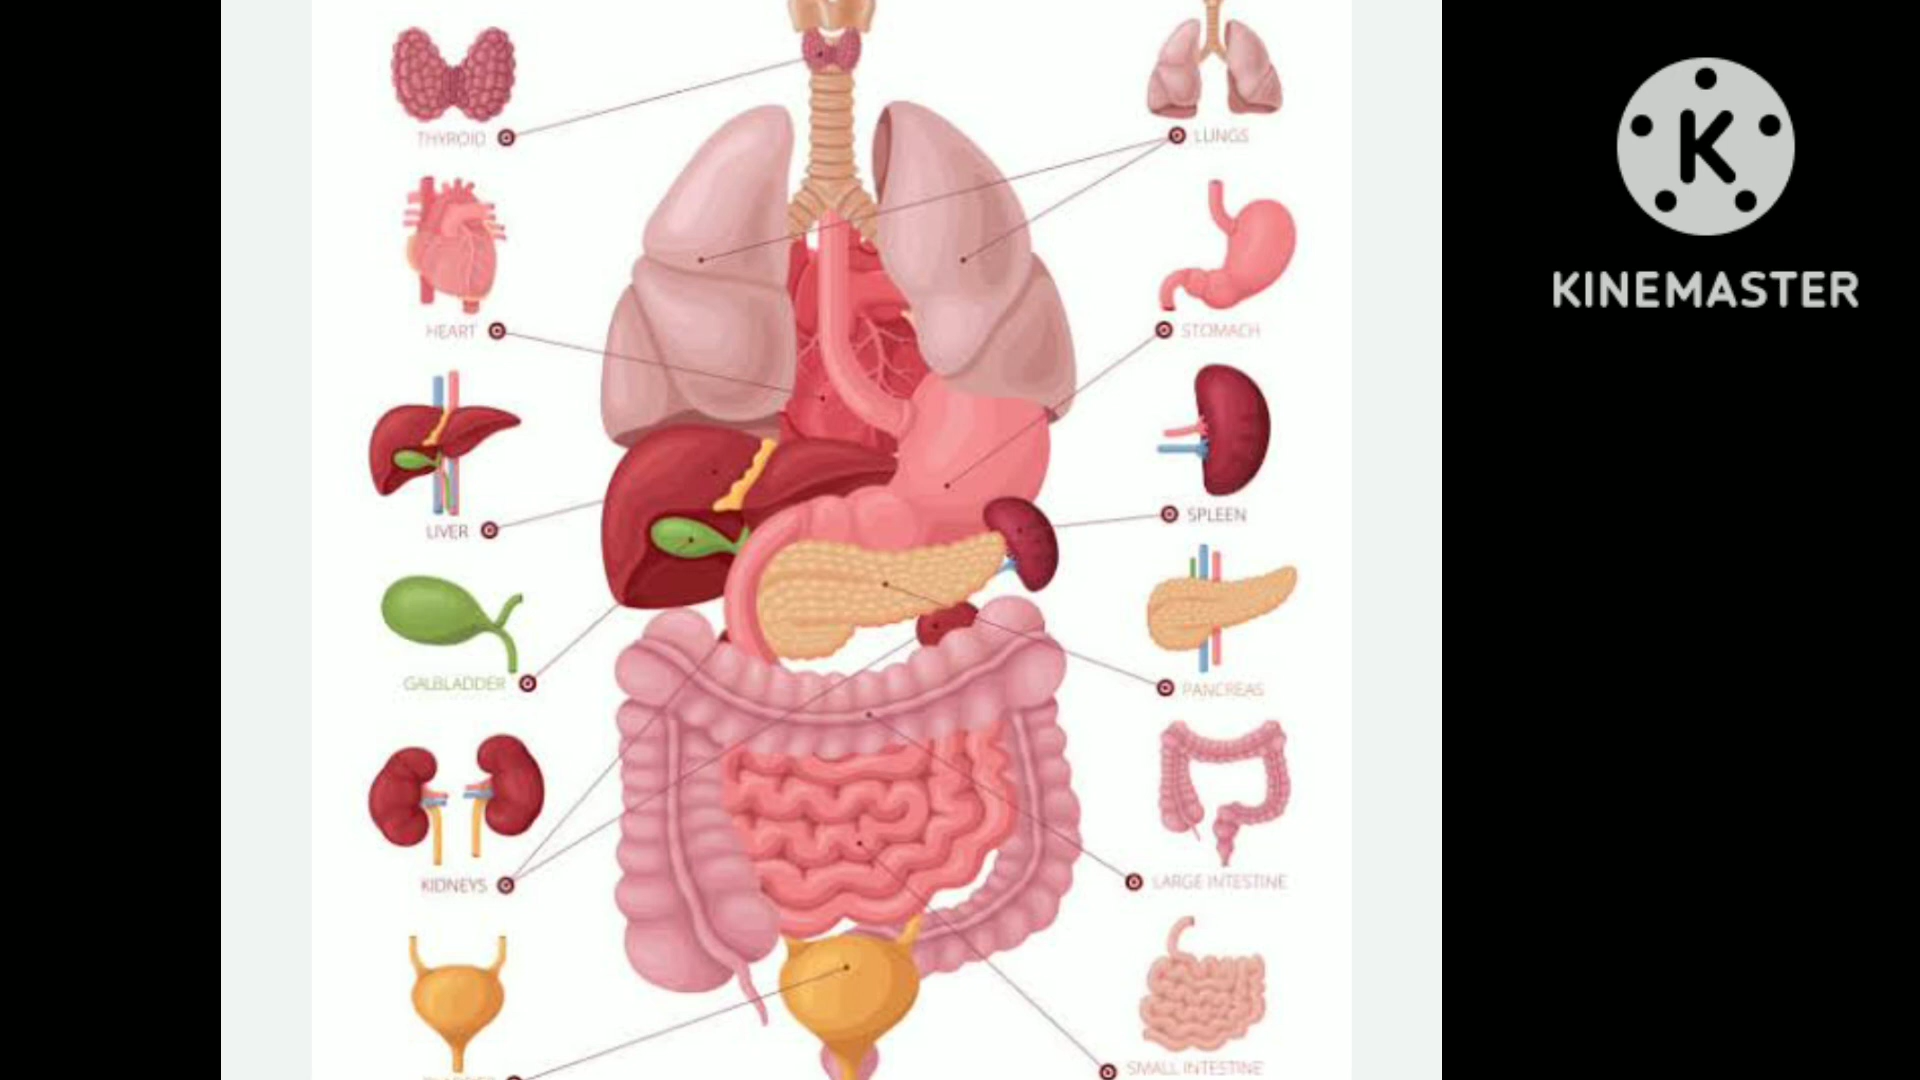 THYROID
LUNGS
K
KINEMASTER
HEART
STOMACH
LIVER
SPLEEN
GALBLADDER
PANCREAS
KIDNEYS
LARGE INTESTINE
SMALL INTESTINE